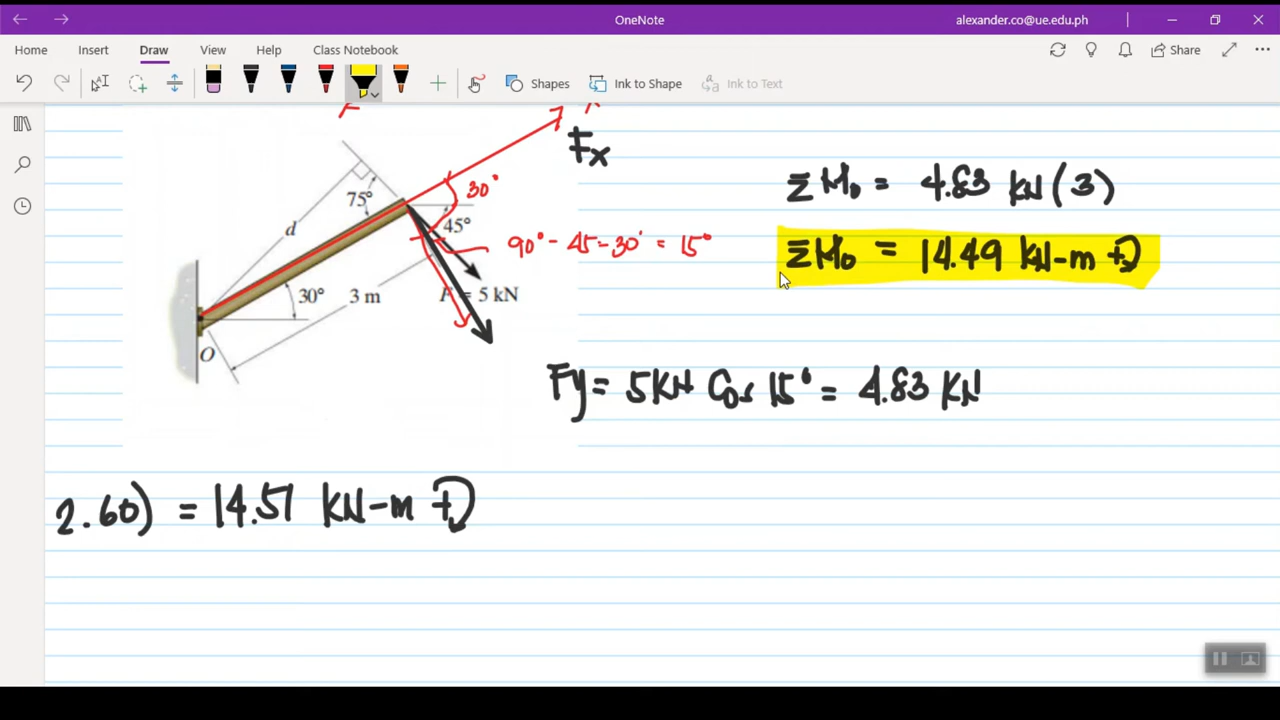 OneNote
alexander.co@ue.edu.ph
Home Insert Draw View Help Class Notebook
Share
Shapes Ink to Shape Ink to Text
Fx
75°
30°
d
45°
90° - 45 - 30° = 15°
30°
3 m
F = 5 kN
O
ΣMo = 4.83 KN (3)
ΣMo = 14.49 KN-m +
Fy = 5KN Cos 15° = 4.83 KN
2.60) = 14.51 KN-m +